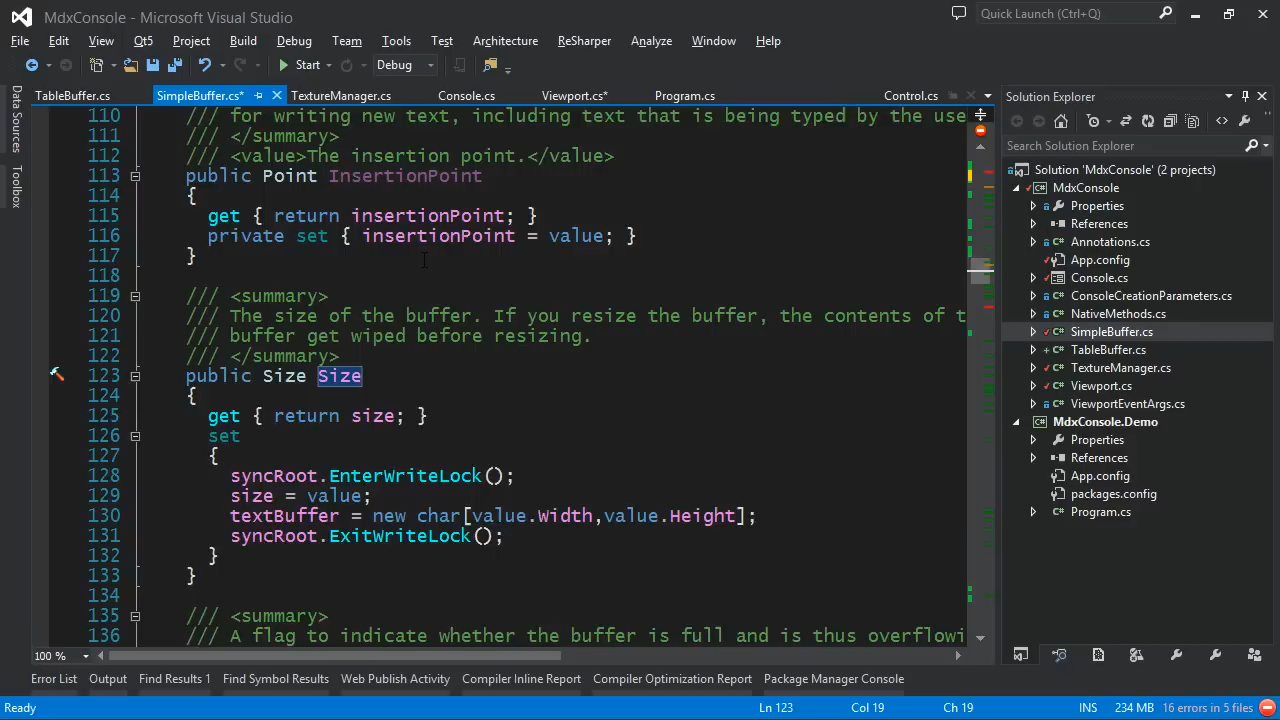 MdxConsole - Microsoft Visual Studio
Quick Launch (Ctrl+Q)
File Edit View Qt5 Project Build Debug Team Tools Test Architecture ReSharper Analyze Window Help
Start Debug
Data Sources
Toolbox
TableBuffer.cs SimpleBuffer.cs* TextureManager.cs Console.cs Viewport.cs* Program.cs Control.cs
110 /// for writing new text, including text that is being typed by the use
111 /// </summary>
112 /// <value>The insertion point.</value>
113 public Point InsertionPoint
114 {
115 get { return insertionPoint; }
116 private set { insertionPoint = value; }
117 }
118
119 /// <summary>
120 /// The size of the buffer. If you resize the buffer, the contents of t
121 /// buffer get wiped before resizing.
122 /// </summary>
123 public Size Size
124 {
125 get { return size; }
126 set
127 {
128 syncRoot.EnterWriteLock();
129 size = value;
130 textBuffer = new char[value.Width,value.Height];
131 syncRoot.ExitWriteLock();
132 }
133 }
134
135 /// <summary>
136 /// A flag to indicate whether the buffer is full and is thus overflowi
100 %
Solution Explorer
Search Solution Explorer
Solution 'MdxConsole' (2 projects)
MdxConsole
Properties
References
Annotations.cs
App.config
Console.cs
ConsoleCreationParameters.cs
NativeMethods.cs
SimpleBuffer.cs
TableBuffer.cs
TextureManager.cs
Viewport.cs
ViewportEventArgs.cs
MdxConsole.Demo
Properties
References
App.config
packages.config
Program.cs
Error List Output Find Results 1 Find Symbol Results Web Publish Activity Compiler Inline Report Compiler Optimization Report Package Manager Console
Ready Ln 123 Col 19 Ch 19 INS 234 MB 16 errors in 5 files